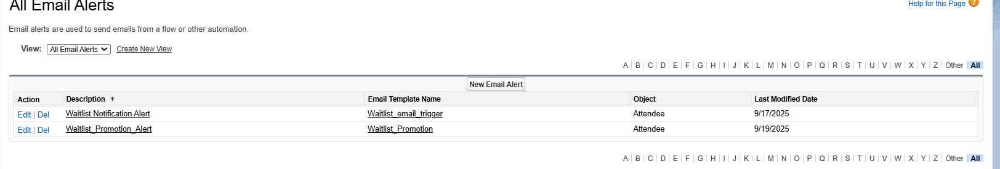 All Email Alerts
Help for this Page ?
Email alerts are used to send emails from a flow or other automation.
View: All Email Alerts Create New View
A | B | C | D | E | F | G | H | I | J | K | L | M | N | O | P | Q | R | S | T | U | V | W | X | Y | Z | Other | All
New Email Alert
Action Description ↑ Email Template Name Object Last Modified Date
Edit | Del Waitlist Notification Alert Waitlist_email_trigger Attendee 9/17/2025
Edit | Del Waitlist_Promotion_Alert Waitlist_Promotion Attendee 9/19/2025
A | B | C | D | E | F | G | H | I | J | K | L | M | N | O | P | Q | R | S | T | U | V | W | X | Y | Z | Other | All